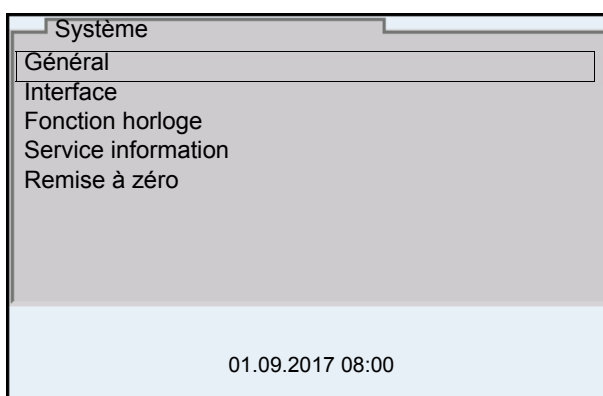 Système
Général
Interface
Fonction horloge
Service information
Remise à zéro
01.09.2017 08:00